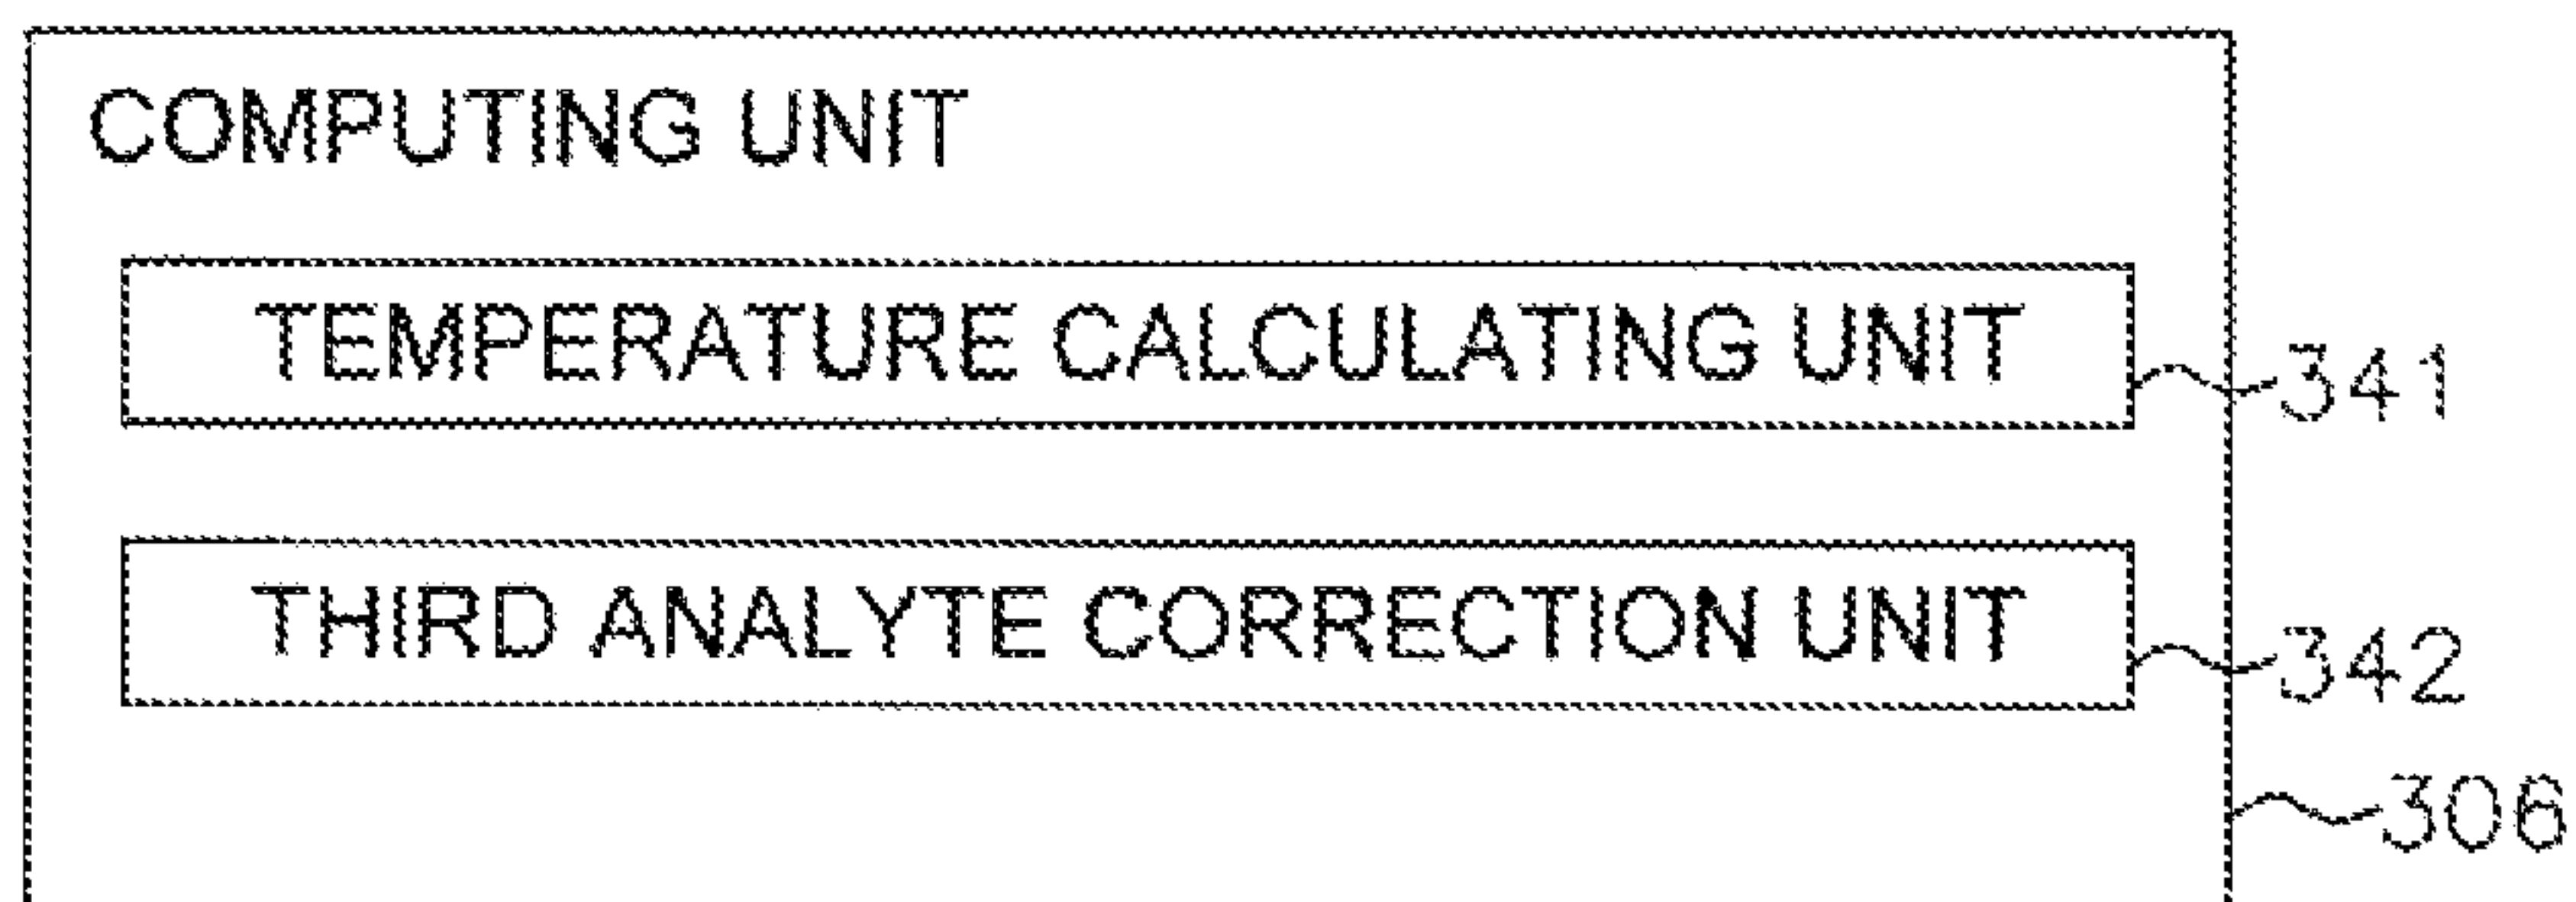 COMPUTING UNIT
TEMPERATURE CALCULATING UNIT
341
THIRD ANALYTE CORRECTION UNIT
342
306